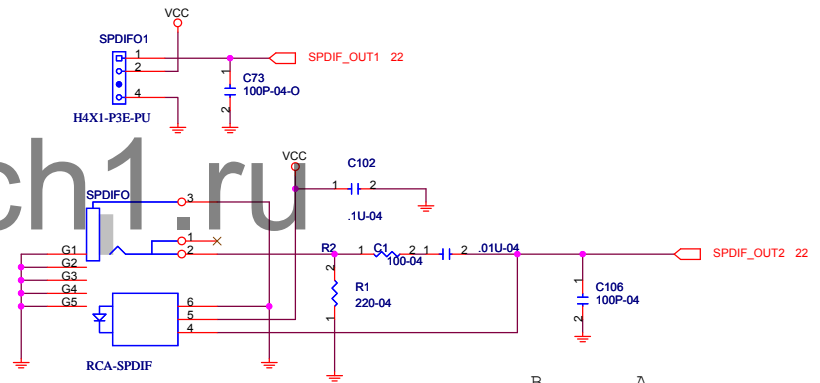 VCC
SPDIFO1
1
2
4
SPDIF_OUT1 22
1
C73
100P-04-O
2
H4X1-P3E-PU
ch1.ru
VCC
C102
1 2
.1U-04
SPDIFO
3
1
2
R2 1 C1 2 1 2 .01U-04
100-04
SPDIF_OUT2 22
G1
G2
G3
G4
G5
2
R1
220-04
1
1
C106
100P-04
2
6
5
4
RCA-SPDIF